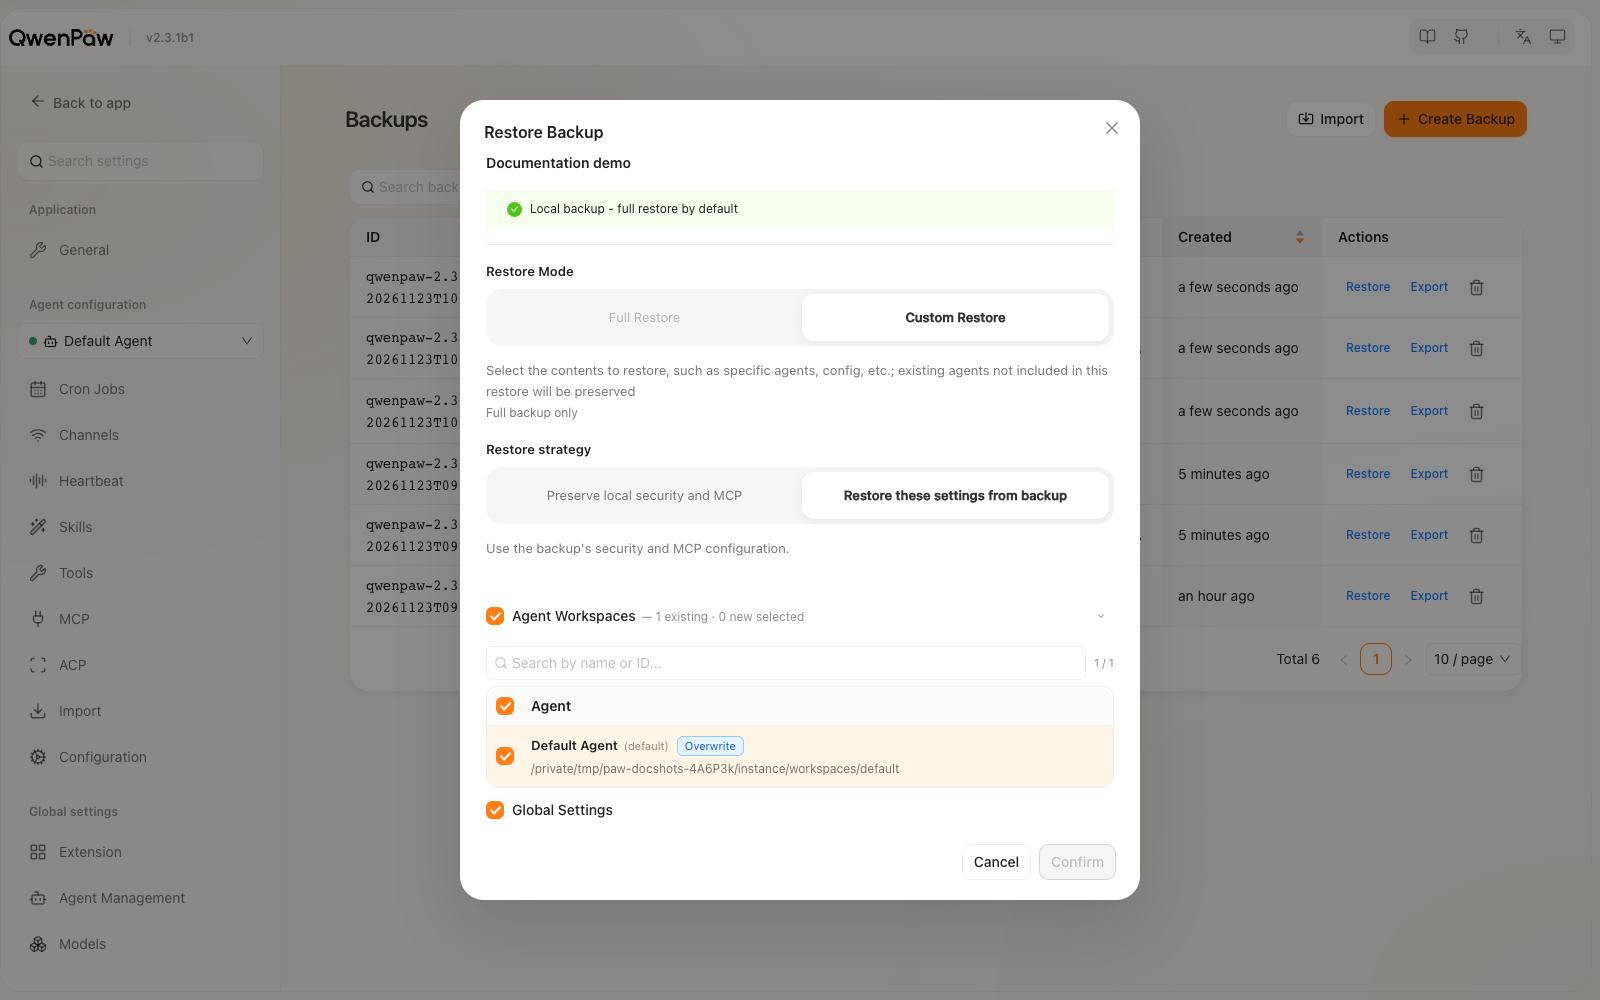 QwenPaw v2.3.1b1
Back to app
Search settings
Application
General
Agent configuration
Default Agent
Cron Jobs
Channels
Heartbeat
Skills
Tools
MCP
ACP
Import
Configuration
Global settings
Extension
Agent Management
Models
Backups
Import
Create Backup
Search back
ID
Created
Actions
qwenpaw-2.3
20261123T10
a few seconds ago
Restore
Export
qwenpaw-2.3
20261123T10
a few seconds ago
Restore
Export
qwenpaw-2.3
20261123T10
a few seconds ago
Restore
Export
qwenpaw-2.3
20261123T09
5 minutes ago
Restore
Export
qwenpaw-2.3
20261123T09
5 minutes ago
Restore
Export
qwenpaw-2.3
20261123T09
an hour ago
Restore
Export
Total 6
1
10 / page
Restore Backup
Documentation demo
Local backup - full restore by default
Restore Mode
Full Restore
Custom Restore
Select the contents to restore, such as specific agents, config, etc.; existing agents not included in this
restore will be preserved
Full backup only
Restore strategy
Preserve local security and MCP
Restore these settings from backup
Use the backup's security and MCP configuration.
Agent Workspaces — 1 existing · 0 new selected
Search by name or ID...
1 / 1
Agent
Default Agent (default) Overwrite
/private/tmp/paw-docshots-4A6P3k/instance/workspaces/default
Global Settings
Cancel
Confirm